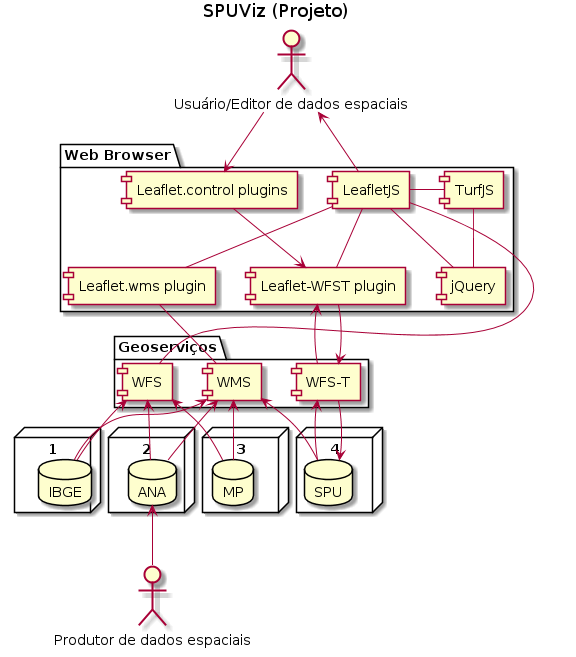 SPUViz (Projeto)
Usuário/Editor de dados espaciais
Web Browser
Leaflet.control plugins
LeafletJS
TurfJS
Leaflet.wms plugin
Leaflet-WFST plugin
jQuery
Geoserviços
WFS
WMS
WFS-T
1
2
3
4
IBGE
ANA
MP
SPU
Produtor de dados espaciais